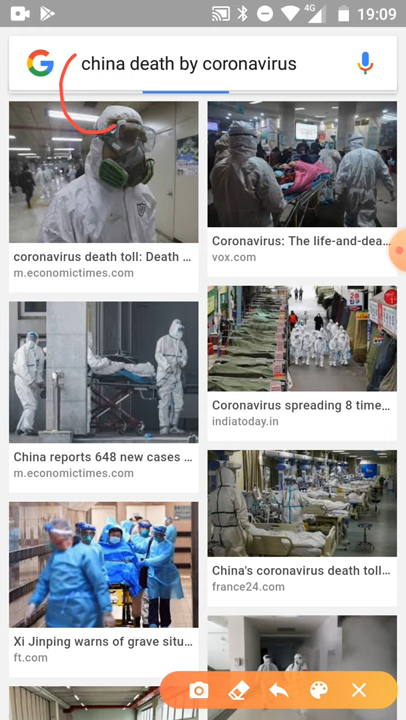 4G
19:09
china death by coronavirus
coronavirus death toll: Death ...
m.economictimes.com
Coronavirus: The life-and-dea...
vox.com
Coronavirus spreading 8 time...
indiatoday.in
China reports 648 new cases ...
m.economictimes.com
China's coronavirus death toll...
france24.com
Xi Jinping warns of grave situ...
ft.com